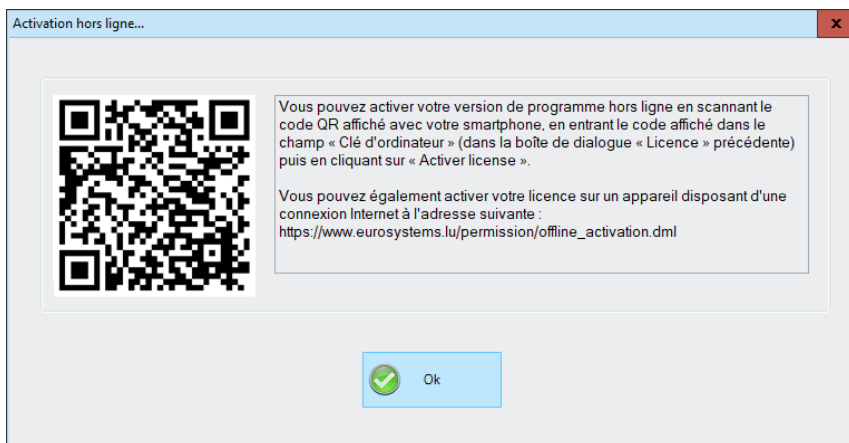 Activation hors ligne...
x
Vous pouvez activer votre version de programme hors ligne en scannant le
code QR affiché avec votre smartphone, en entrant le code affiché dans le
champ « Clé d'ordinateur » (dans la boîte de dialogue « Licence » précédente)
puis en cliquant sur « Activer license ».
Vous pouvez également activer votre licence sur un appareil disposant d'une
connexion Internet à l'adresse suivante :
https://www.eurosystems.lu/permission/offline_activation.dml
Ok